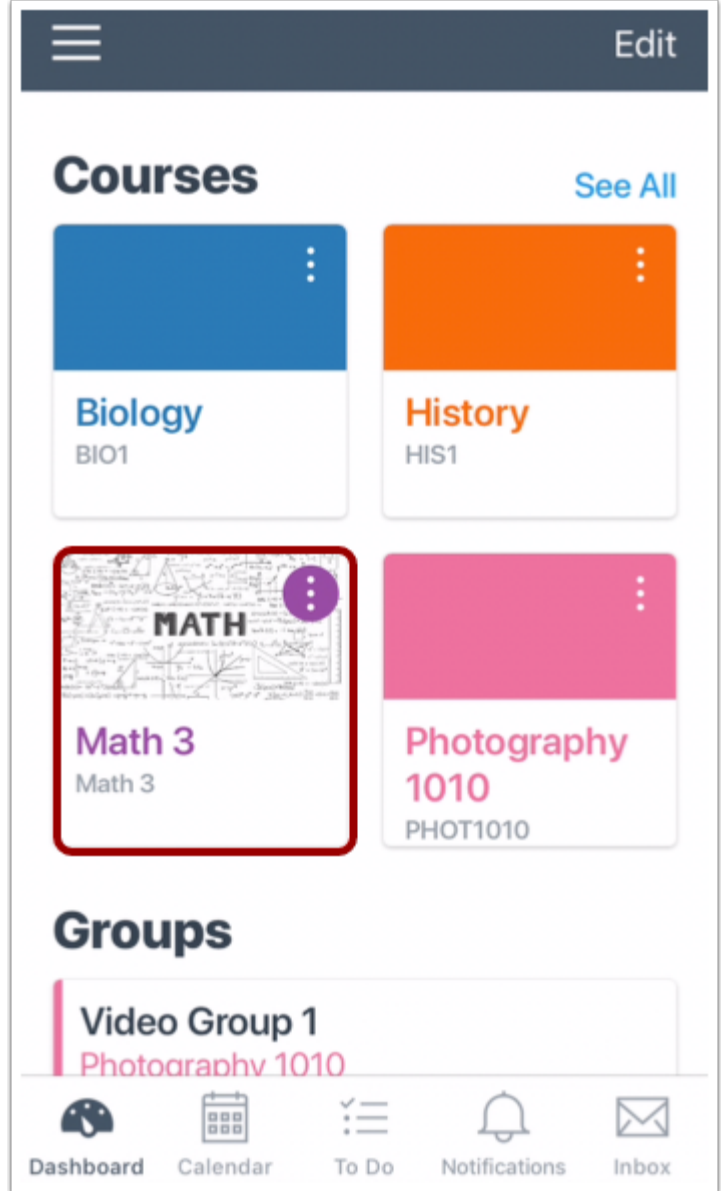 Edit
Courses
See All
Biology
BIO1
History
HIS1
MATH
Math 3
Math 3
Photography
1010
PHOT1010
Groups
Video Group 1
Photography 1010
Dashboard
Calendar
To Do
Notifications
Inbox